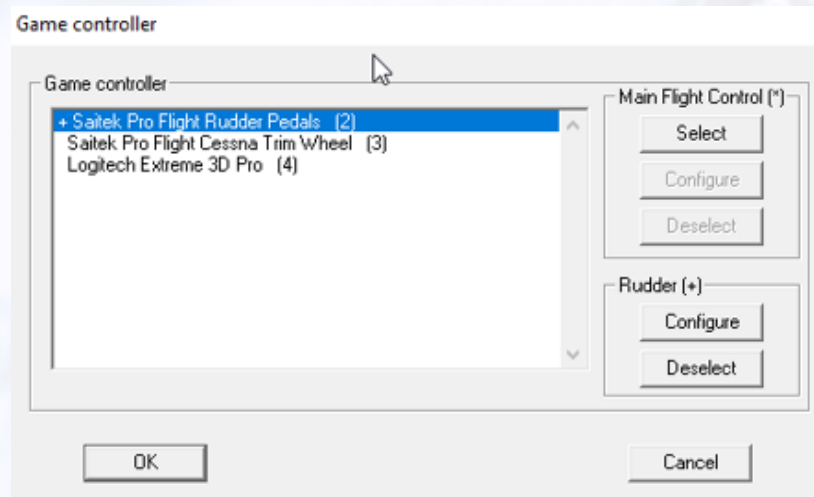 Game controller
Game controller
+ Saitek Pro Flight Rudder Pedals (2)
Saitek Pro Flight Cessna Trim Wheel (3)
Logitech Extreme 3D Pro (4)
Main Flight Control (*)
Select
Configure
Deselect
Rudder (+)
Configure
Deselect
OK
Cancel